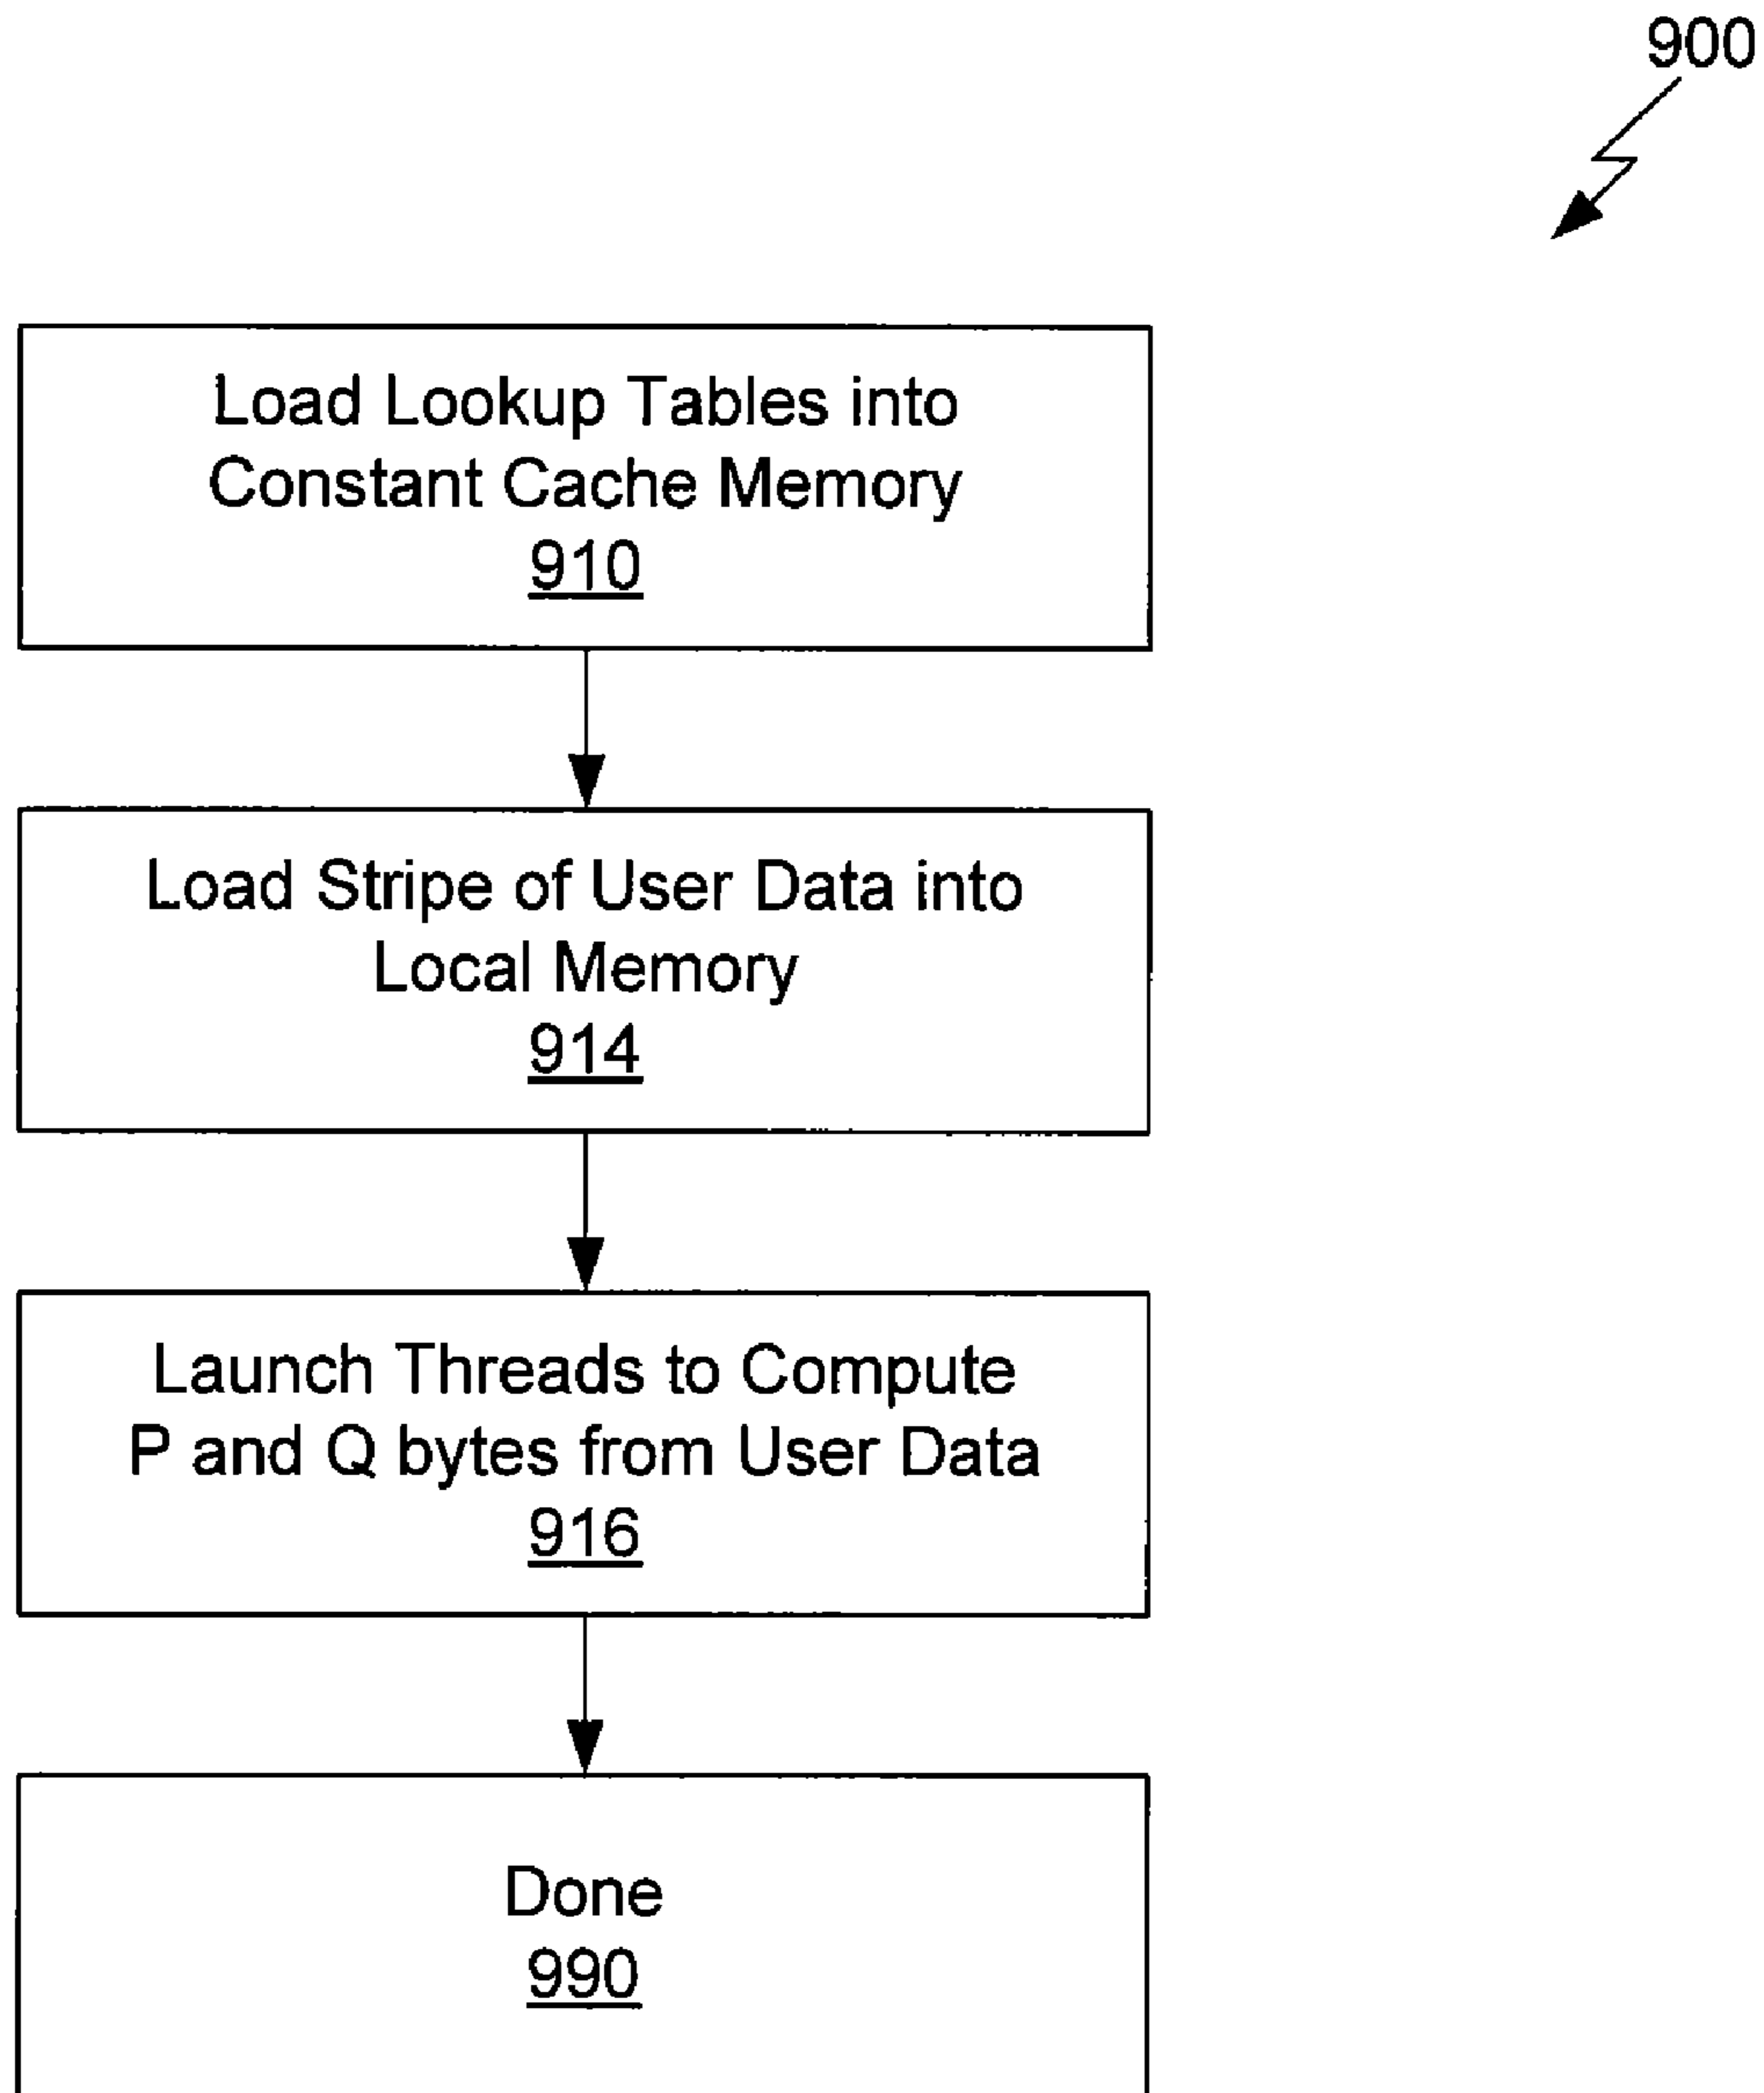 900
Load Lookup Tables into
Constant Cache Memory
910
Load Stripe of User Data into
Local Memory
914
Launch Threads to Compute
P and Q bytes from User Data
916
Done
990